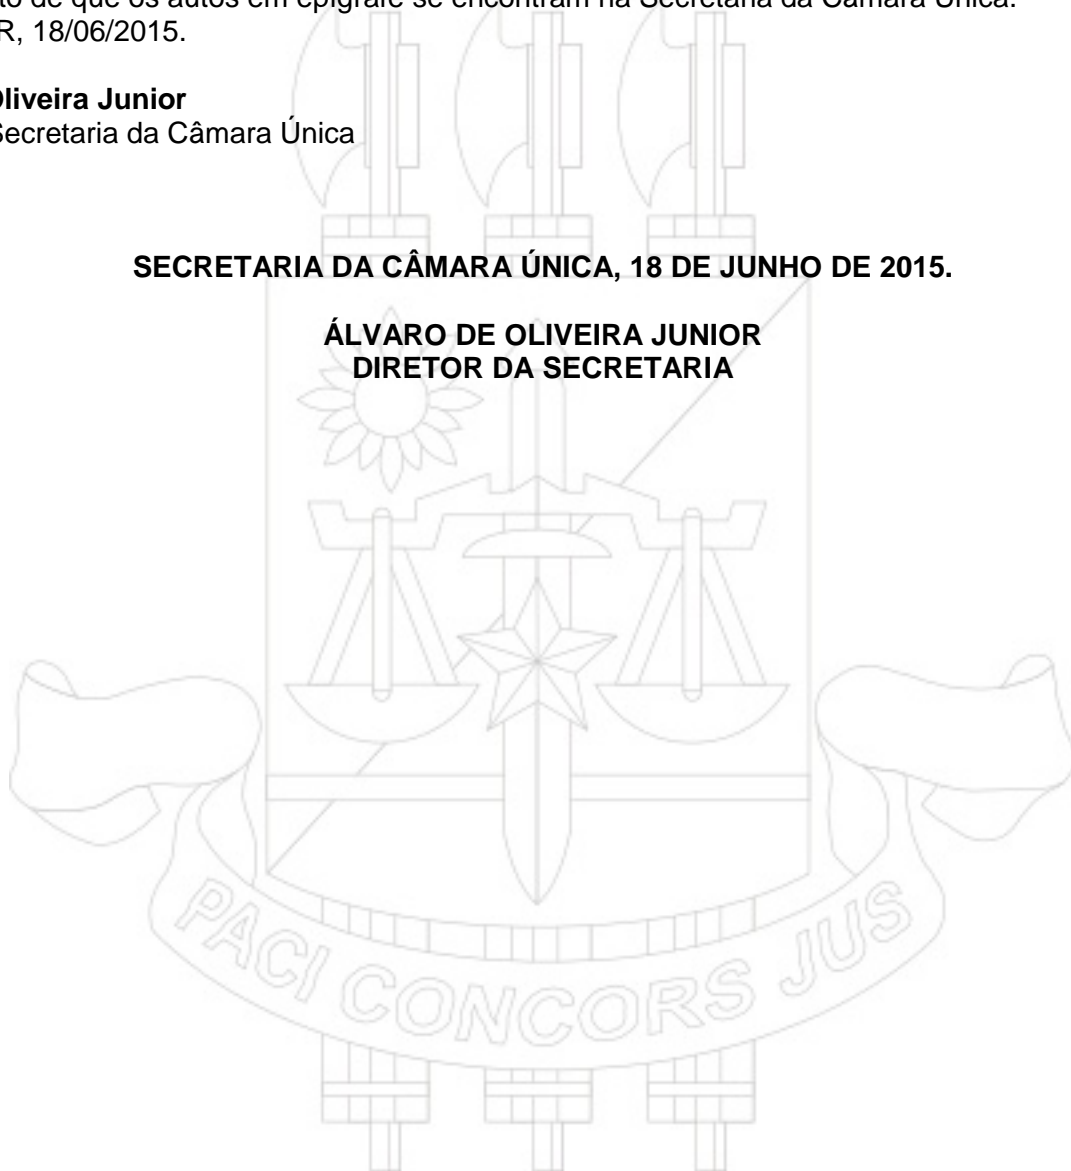 to de que os autos em epígrafe se encontram na Secretaria da Câmara Única.
R, 18/06/2015.
Oliveira Junior
Secretaria da Câmara Única
SECRETARIA DA CÂMARA ÚNICA, 18 DE JUNHO DE 2015.
ÁLVARO DE OLIVEIRA JUNIOR
DIRETOR DA SECRETARIA
PACI CONCORS JUS